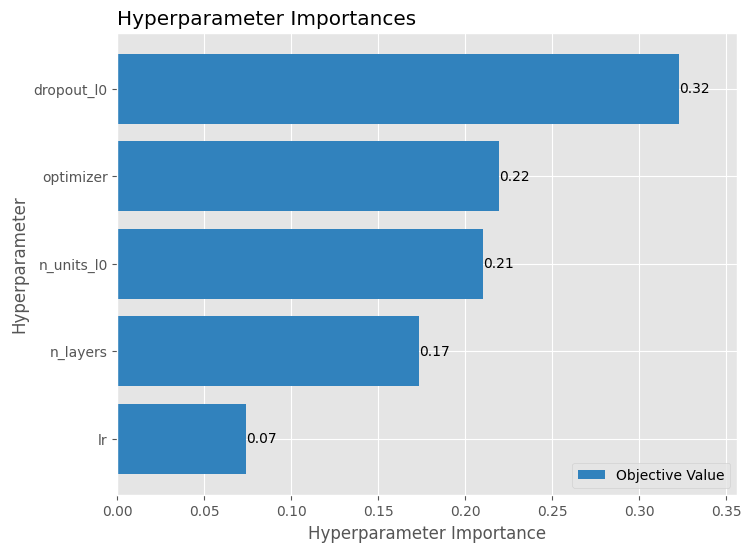 Hyperparameter Importances
Hyperparameter
dropout_l0
0.32
optimizer
0.22
n_units_l0
0.21
n_layers
0.17
lr
0.07
Objective Value
0.00 0.05 0.10 0.15 0.20 0.25 0.30 0.35
Hyperparameter Importance